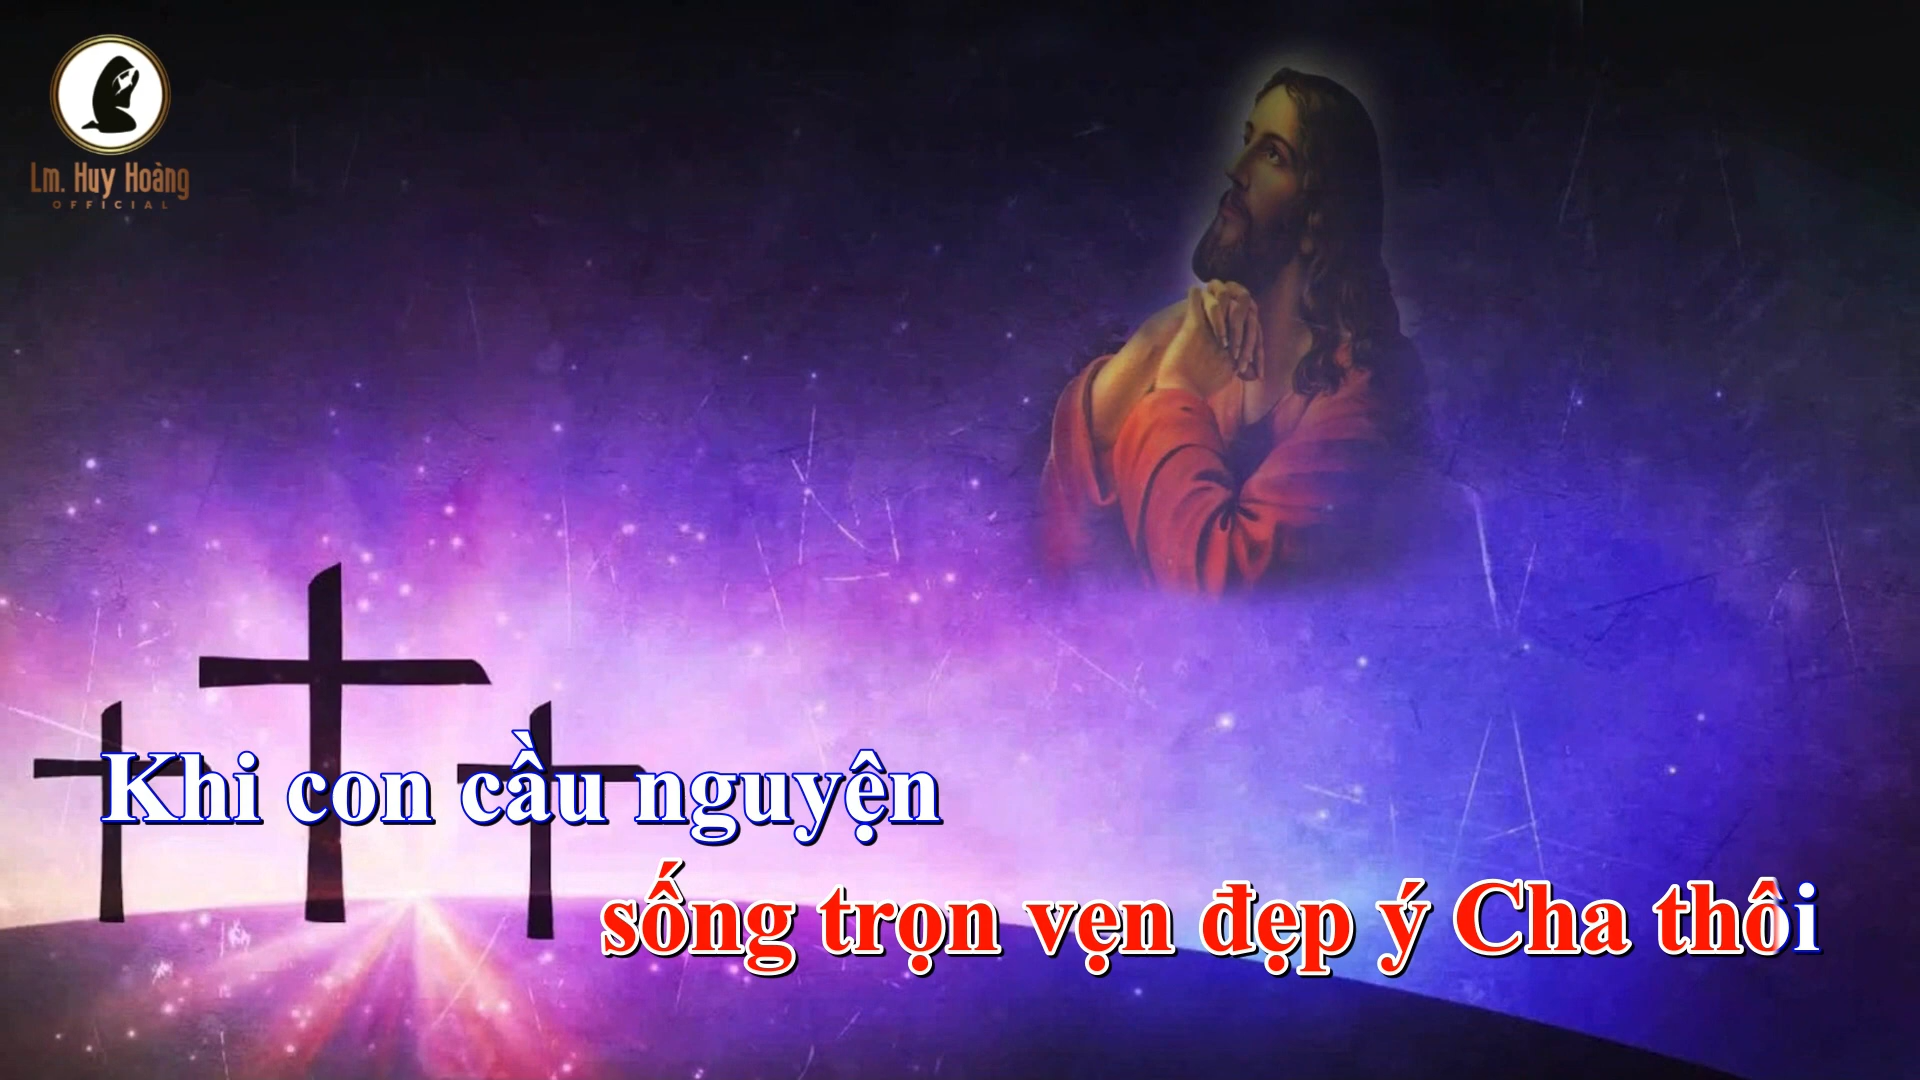 Lm. Huy Hoàng
OFFICIAL
Khi con cầu nguyện
sống trọn vẹn đẹp ý Cha thôi